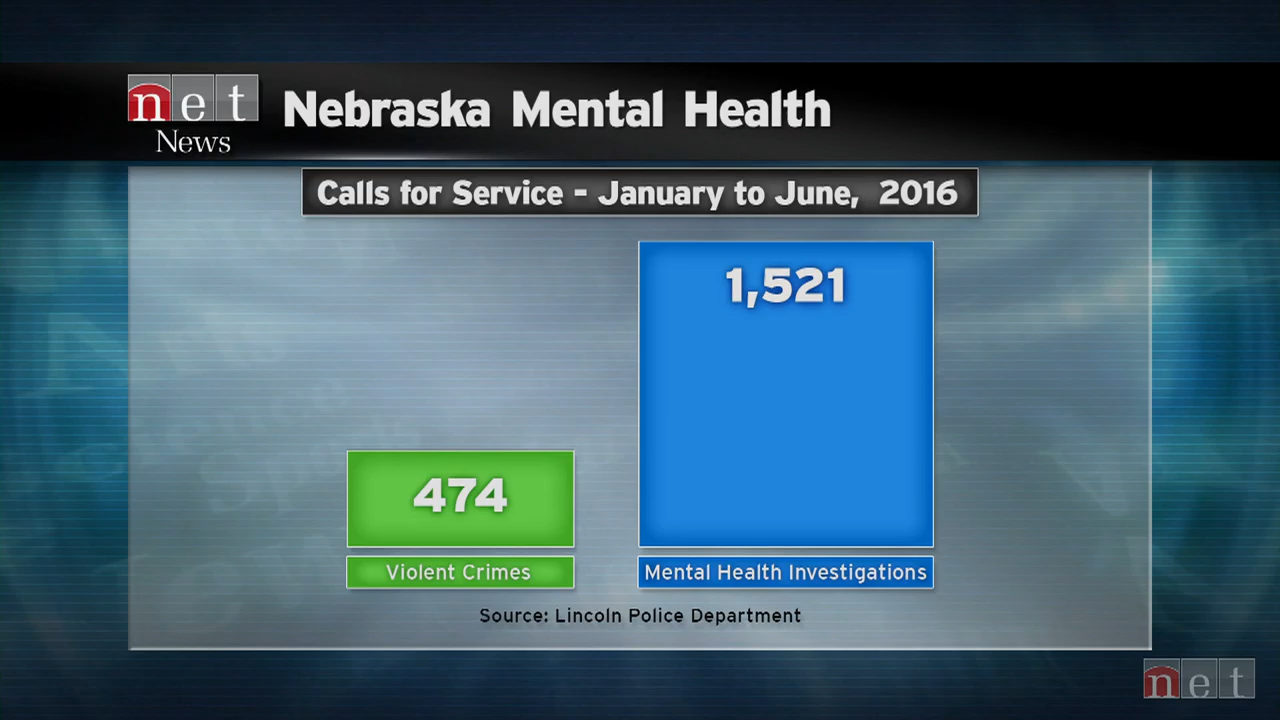 net
News
Nebraska Mental Health
Calls for Service - January to June, 2016
1,521
474
Violent Crimes
Mental Health Investigations
Source: Lincoln Police Department
net